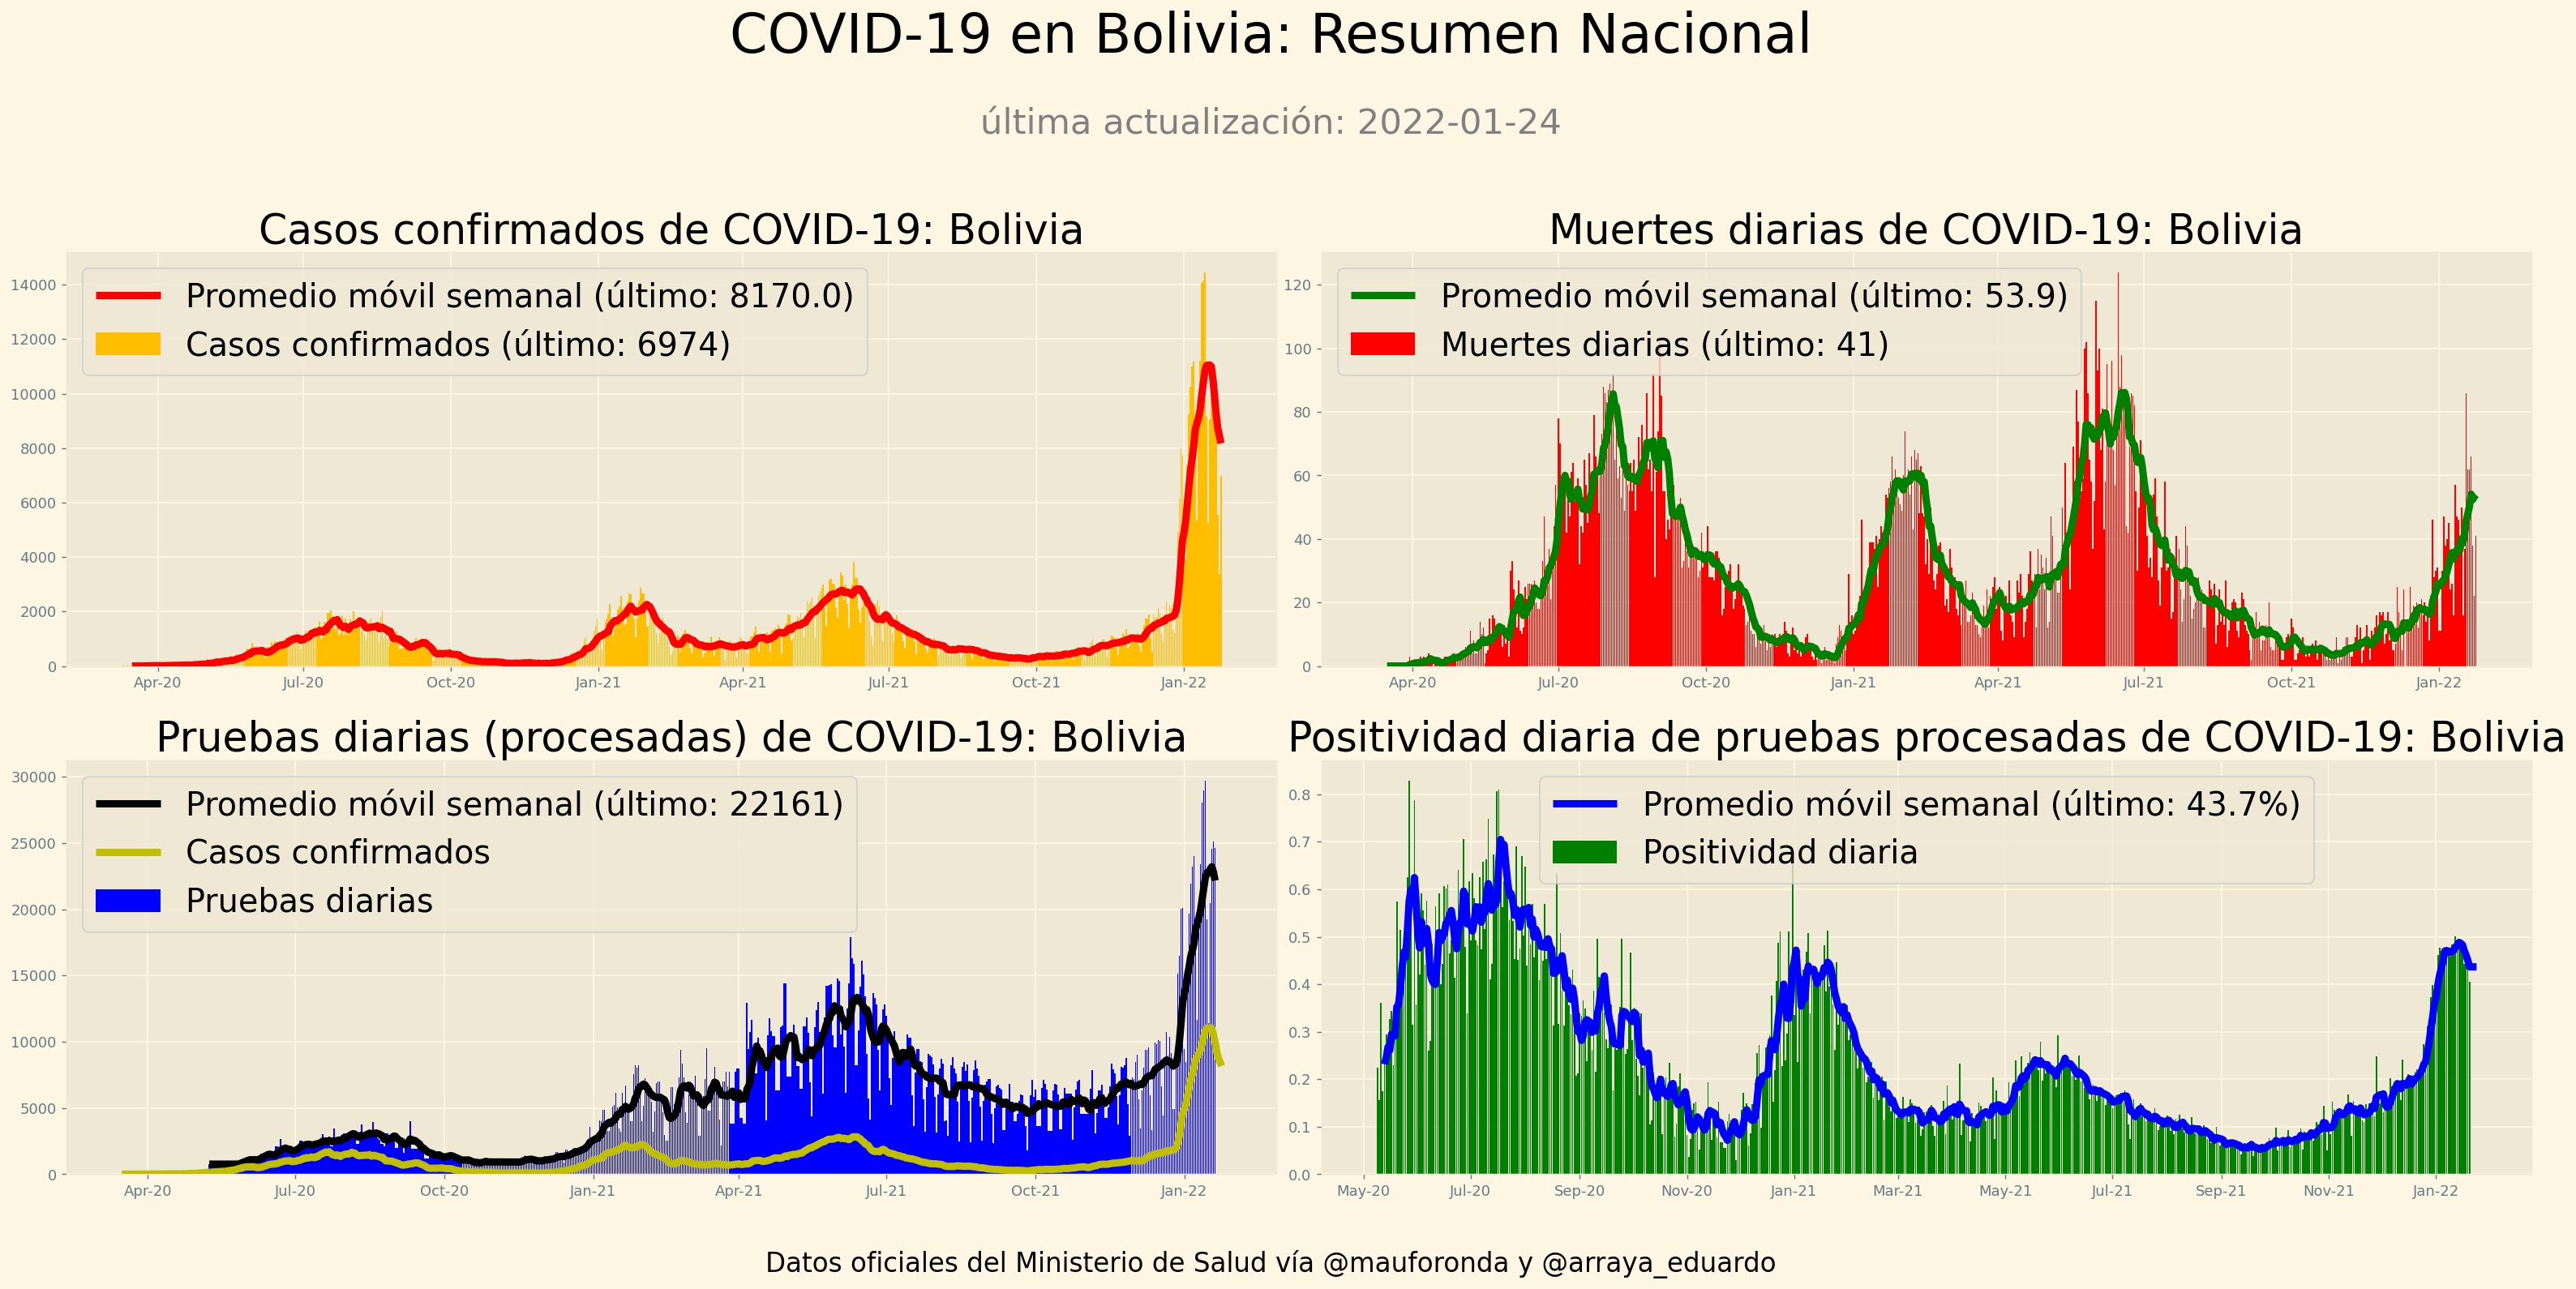 COVID-19 en Bolivia: Resumen Nacional
última actualización: 2022-01-24
Casos confirmados de COVID-19: Bolivia
Promedio móvil semanal (último: 8170.0)
Casos confirmados (último: 6974)
14000
12000
10000
8000
6000
4000
2000
0
Apr-20 Jul-20 Oct-20 Jan-21 Apr-21 Jul-21 Oct-21 Jan-22
Muertes diarias de COVID-19: Bolivia
Promedio móvil semanal (último: 53.9)
Muertes diarias (último: 41)
120
100
80
60
40
20
0
Apr-20 Jul-20 Oct-20 Jan-21 Apr-21 Jul-21 Oct-21 Jan-22
Pruebas diarias (procesadas) de COVID-19: Bolivia
Promedio móvil semanal (último: 22161)
Casos confirmados
Pruebas diarias
30000
25000
20000
15000
10000
5000
0
Apr-20 Jul-20 Oct-20 Jan-21 Apr-21 Jul-21 Oct-21 Jan-22
Positividad diaria de pruebas procesadas de COVID-19: Bolivia
Promedio móvil semanal (último: 43.7%)
Positividad diaria
0.8
0.7
0.6
0.5
0.4
0.3
0.2
0.1
0.0
May-20 Jul-20 Sep-20 Nov-20 Jan-21 Mar-21 May-21 Jul-21 Sep-21 Nov-21 Jan-22
Datos oficiales del Ministerio de Salud vía @mauforonda y @arraya_eduardo